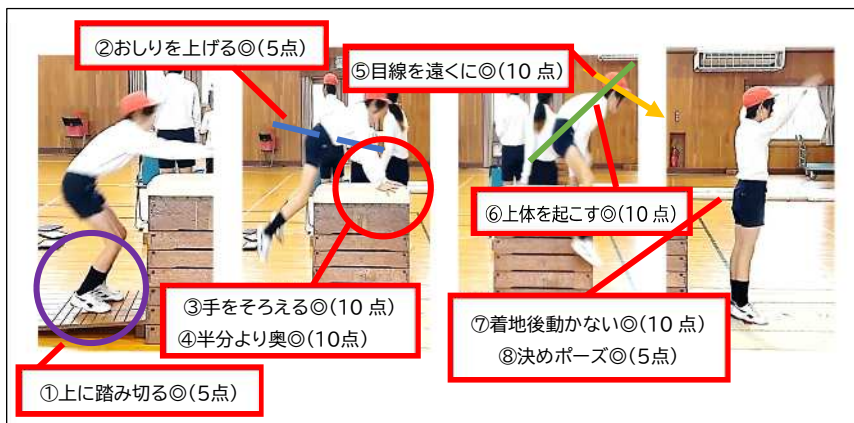 ②おしりを上げる◎(5点)
⑤目線を遠くに◎(10 点)
⑥上体を起こす◎(10 点)
③手をそろえる◎(10 点)
④半分より奥◎(10点)
⑦着地後動かない◎(10 点)
⑧決めポーズ◎(5点)
①上に踏み切る◎(5点)